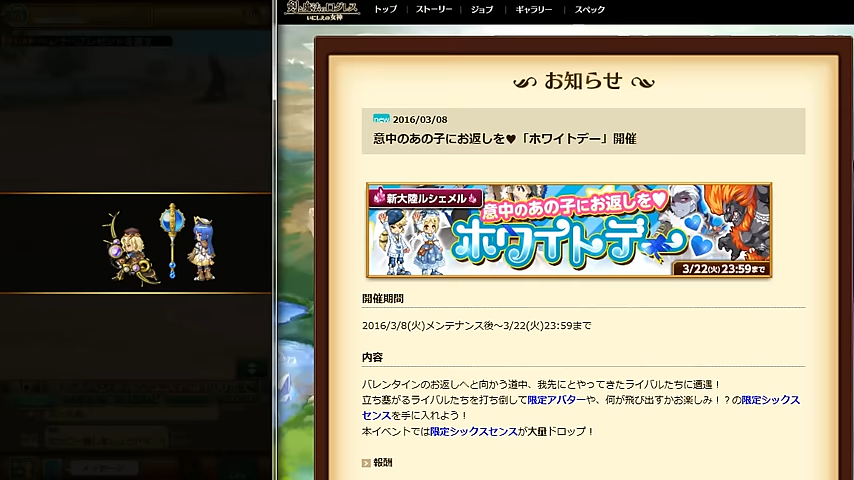 剣と魔法のログレス
いにしえの女神
トップ ストーリー ジョブ ギャラリー スペック
お知らせ
new 2016/03/08
意中のあの子にお返しを♥「ホワイトデー」開催
新大陸ルシェメル
意中のあの子にお返しを♥
ホワイトデー
3/22(火)23:59まで
開催期間
2016/3/8(火)メンテナンス後～3/22(火)23:59まで
内容
バレンタインのお返しへと向かう道中、我先にとやってきたライバルたちに遭遇！
立ち塞がるライバルたちを打ち倒して限定アバターや、何が飛び出すかお楽しみ！？の限定シックス
センスを手に入れよう！
本イベントでは限定シックスセンスが大量ドロップ！
報酬
メッセージ